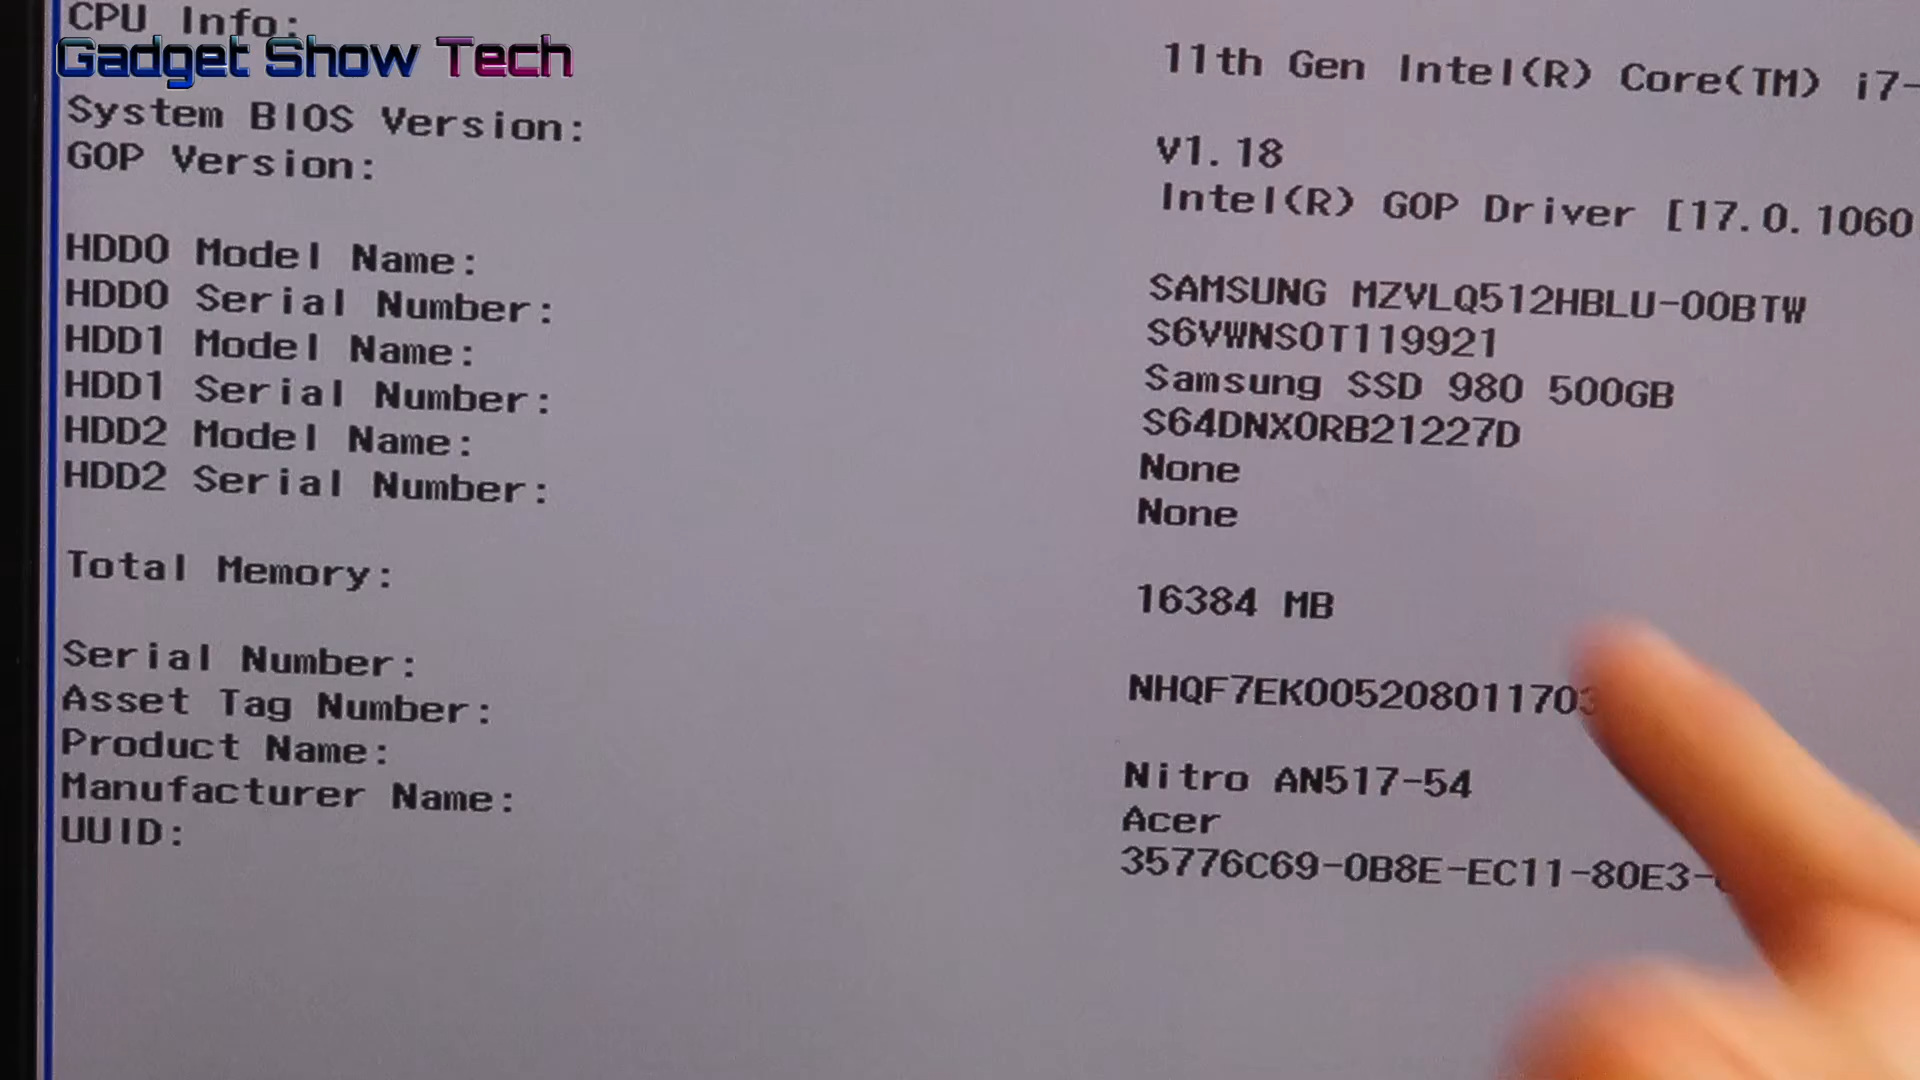 CPU Info:
Gadget Show Tech
11th Gen Intel(R) Core(TM) i7-
System BIOS Version:
V1.18
GOP Version:
Intel(R) GOP Driver [17.0.1060
HDD0 Model Name:
SAMSUNG MZVLQ512HBLU-00BTW
HDD0 Serial Number:
S6VWNS0T119921
HDD1 Model Name:
Samsung SSD 980 500GB
HDD1 Serial Number:
S64DNX0RB21227D
HDD2 Model Name:
None
HDD2 Serial Number:
None
Total Memory:
16384 MB
Serial Number:
NHQF7EK005208011703
Asset Tag Number:
Product Name:
Nitro AN517-54
Manufacturer Name:
Acer
UUID:
35776C69-0B8E-EC11-80E3-